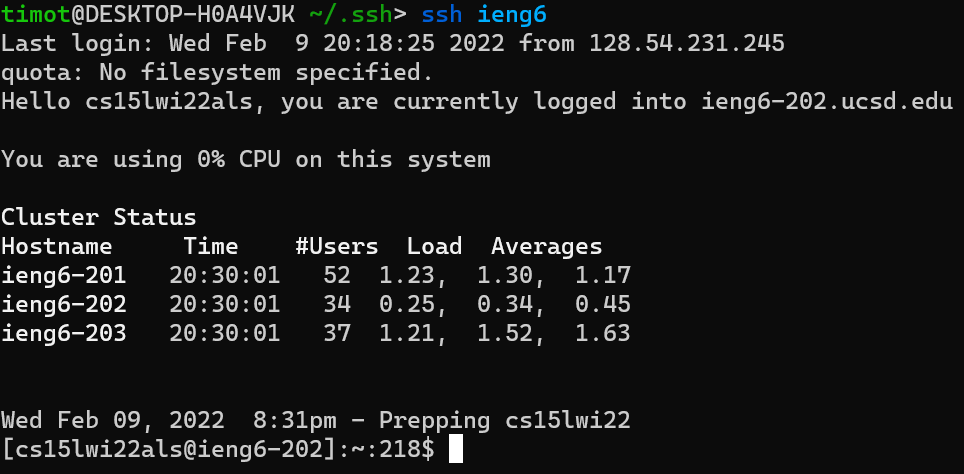 timot@DESKTOP-H0A4VJK ~/.ssh> ssh ieng6
Last login: Wed Feb  9 20:18:25 2022 from 128.54.231.245
quota: No filesystem specified.
Hello cs15lwi22als, you are currently logged into ieng6-202.ucsd.edu
You are using 0% CPU on this system
Cluster Status
Hostname     Time    #Users  Load  Averages
ieng6-201   20:30:01   52  1.23,  1.30,  1.17
ieng6-202   20:30:01   34  0.25,  0.34,  0.45
ieng6-203   20:30:01   37  1.21,  1.52,  1.63
Wed Feb 09, 2022  8:31pm - Prepping cs15lwi22
[cs15lwi22als@ieng6-202]:~:218$